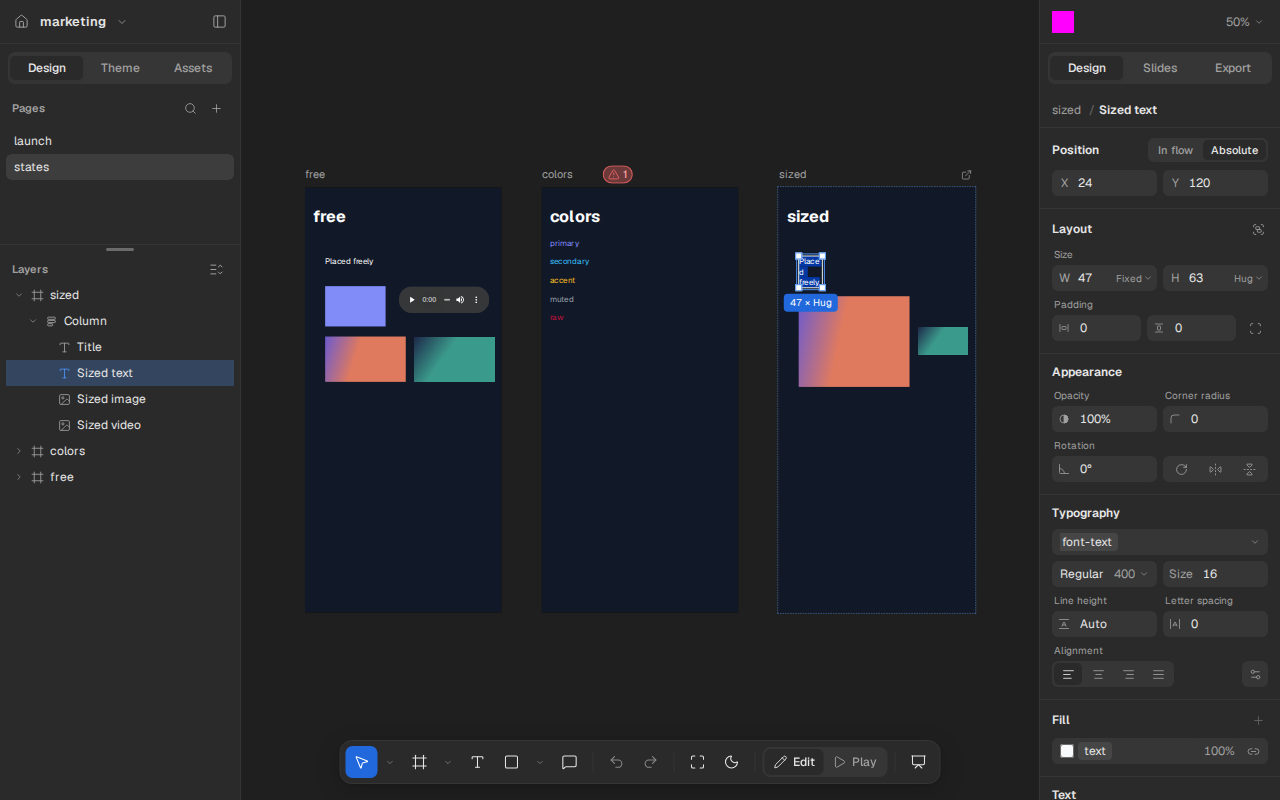 marketing
50%
Design
Theme
Assets
Design
Slides
Export
Pages
launch
states
Layers
sized
Column
Title
Sized text
Sized image
Sized video
colors
free
free
colors
1
sized
free
Placed freely
0:00
colors
primary
secondary
accent
muted
raw
sized
Place
d
freely
47 × Hug
Edit
Play
sized / Sized text
Position
In flow
Absolute
X 24
Y 120
Layout
Size
W 47 Fixed
H 63 Hug
Padding
0
0
Appearance
Opacity
Corner radius
100%
0
Rotation
0°
Typography
font-text
Regular 400
Size 16
Line height
Letter spacing
Auto
0
Alignment
Fill
text
100%
Text